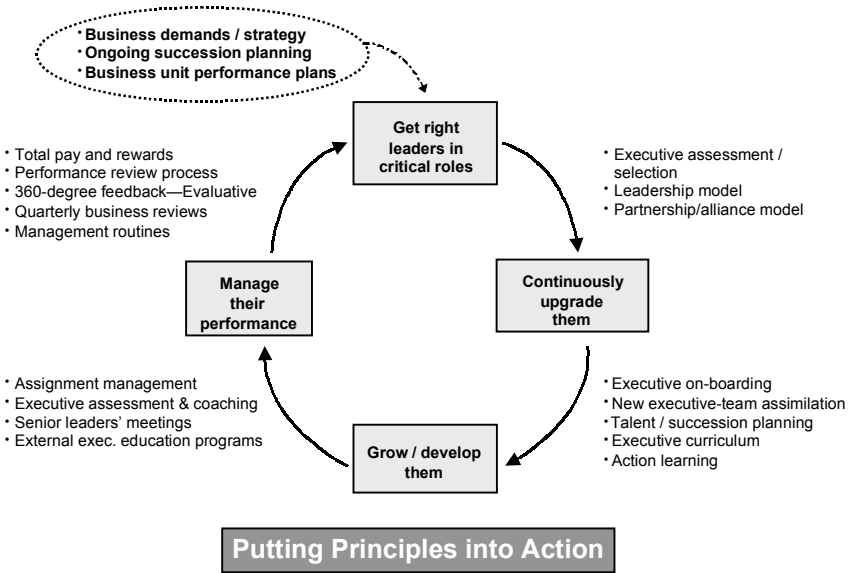 • Business demands / strategy
• Ongoing succession planning
• Business unit performance plans
Get right
leaders in
critical roles
• Total pay and rewards
• Performance review process
• 360-degree feedback—Evaluative
• Quarterly business reviews
• Management routines
• Executive assessment /
selection
• Leadership model
• Partnership/alliance model
Manage
their
performance
Continuously
upgrade
them
• Assignment management
• Executive assessment & coaching
• Senior leaders' meetings
• External exec. education programs
• Executive on-boarding
• New executive-team assimilation
• Talent / succession planning
• Executive curriculum
• Action learning
Grow / develop
them
Putting Principles into Action